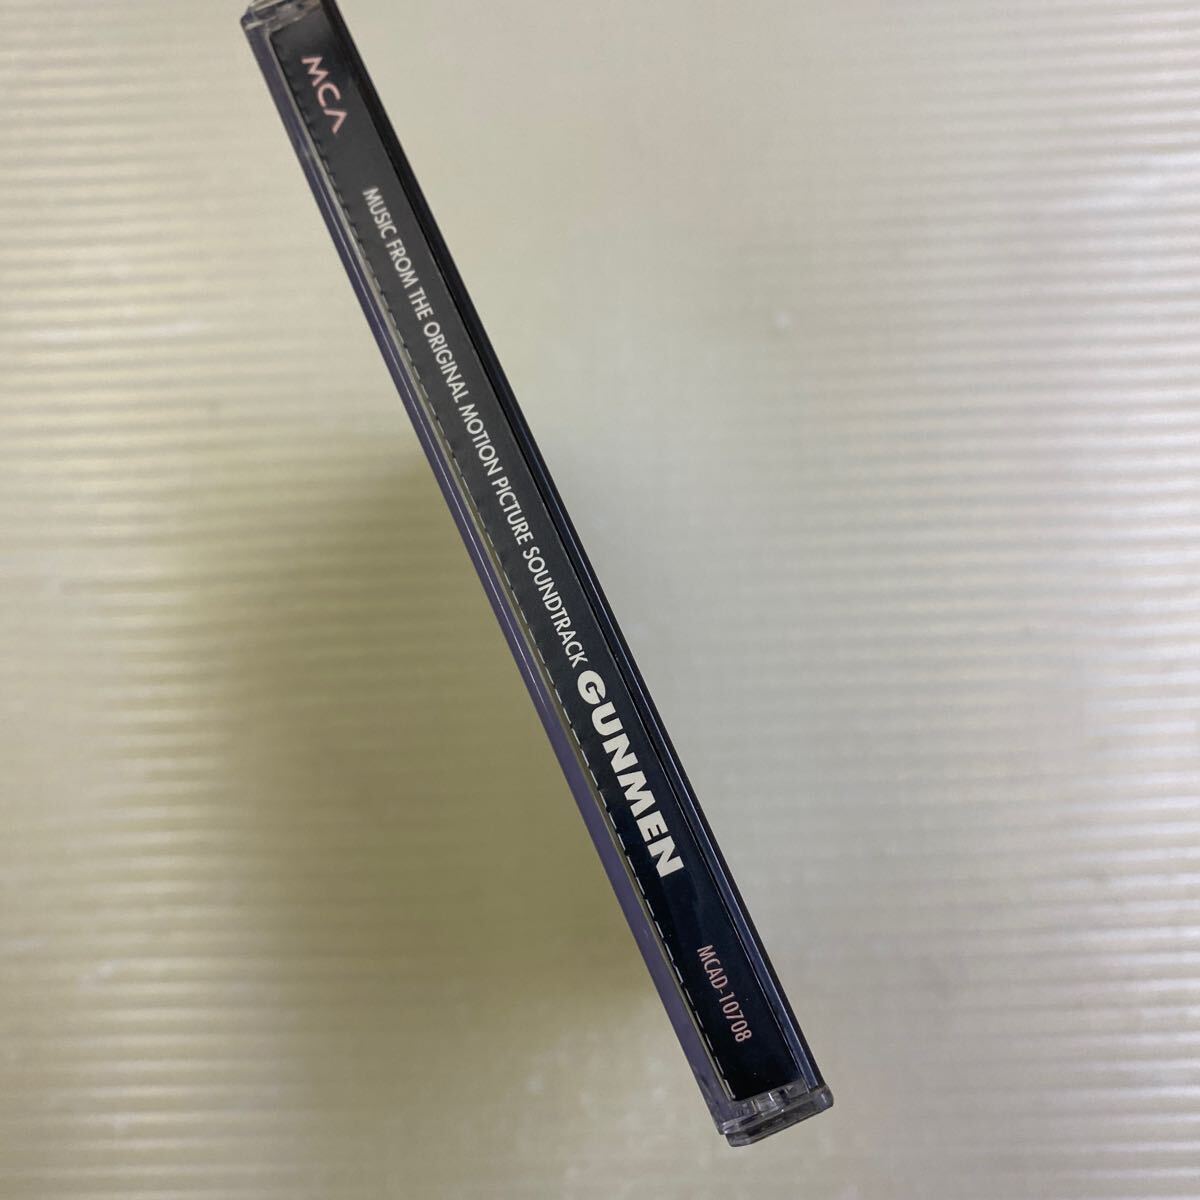 MCA
MUSIC FROM THE ORIGINAL MOTION PICTURE SOUNDTRACK GUNMEN
MCAD-10708